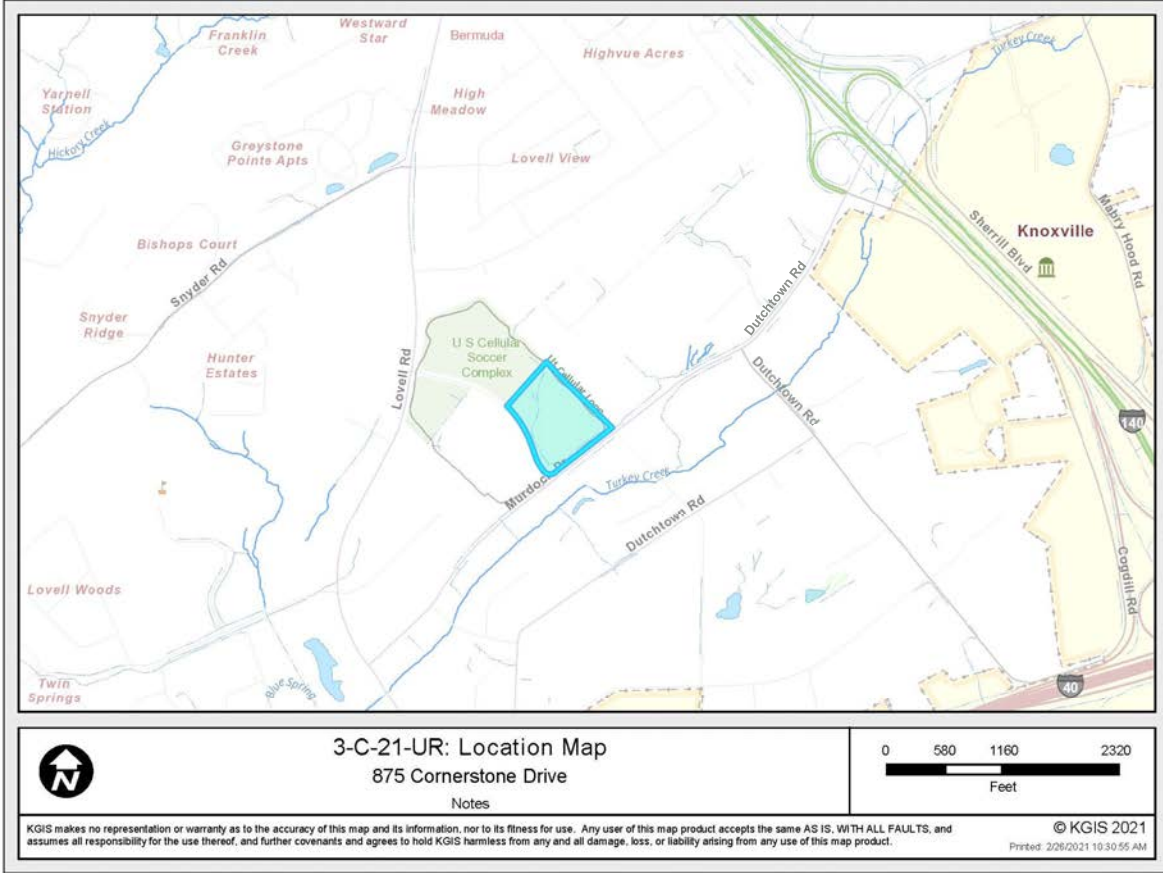 Westward
Star
Franklin
Creek
Bermuda
Highvue Acres
Turkey Creek
Yarnell
Station
High
Meadow
Hickory Creek
Greystone
Pointe Apts
Lovell View
Mabry Hood Rd
Sherrill Blvd
Knoxville
Bishops Court
Snyder Rd
Dutchtown Rd
Snyder
Ridge
U S Cellular
Soccer
Complex
Hunter
Estates
Lovell Rd
Us Cellular Loop
Dutchtown Rd
140
Turkey Creek
Dutchtown Rd
Cogdill Rd
Lovell Woods
Twin
Springs
Blue Spring
40
N
3-C-21-UR: Location Map
875 Cornerstone Drive
Notes
0 580 1160 2320
Feet
KGIS makes no representation or warranty as to the accuracy of this map and its information, nor to its fitness for use. Any user of this map product accepts the same AS IS, WITH ALL FAULTS, and
assumes all responsibility for the use thereof, and further covenants and agrees to hold KGIS harmless from any and all damage, loss, or liability arising from any use of this map product.
© KGIS 2021
Printed: 2/26/2021 10:30:55 AM